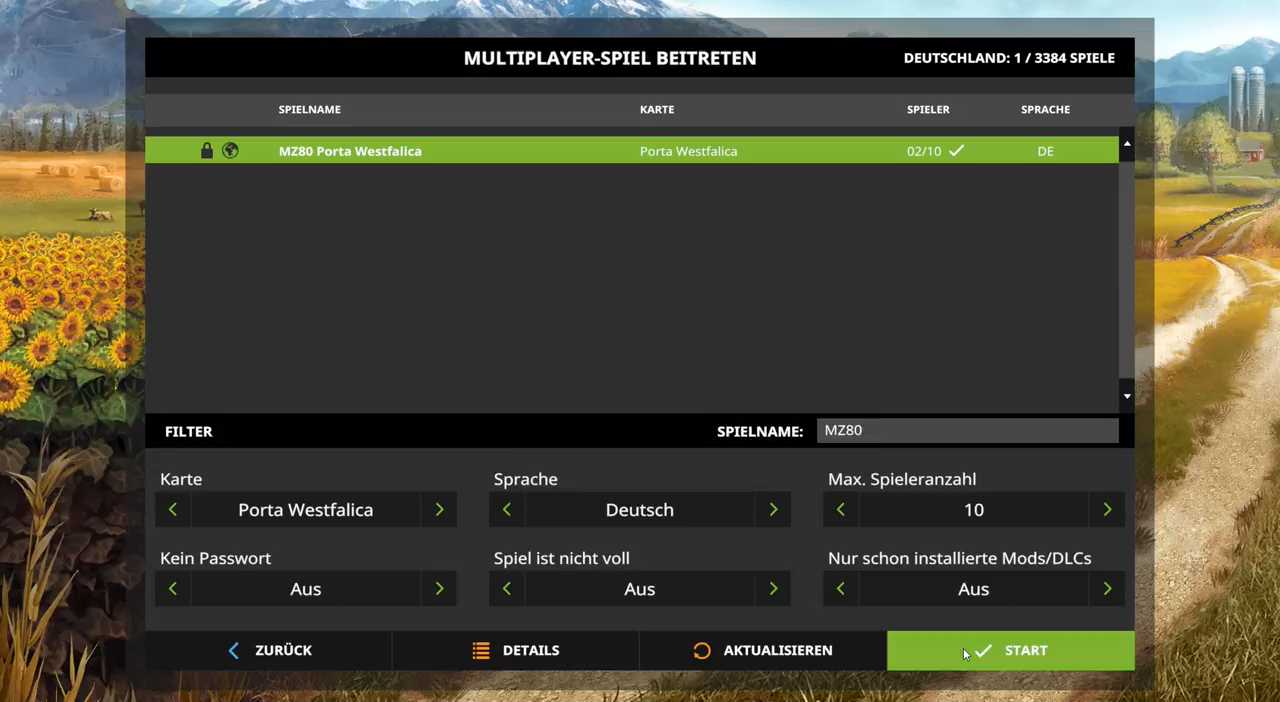 MULTIPLAYER-SPIEL BEITRETEN DEUTSCHLAND: 1 / 3384 SPIELE
SPIELNAME KARTE SPIELER SPRACHE
MZ80 Porta Westfalica Porta Westfalica 02/10 DE
FILTER SPIELNAME: MZ80
Karte Sprache Max. Spieleranzahl
Porta Westfalica Deutsch 10
Kein Passwort Spiel ist nicht voll Nur schon installierte Mods/DLCs
Aus Aus Aus
ZURÜCK DETAILS AKTUALISIEREN START